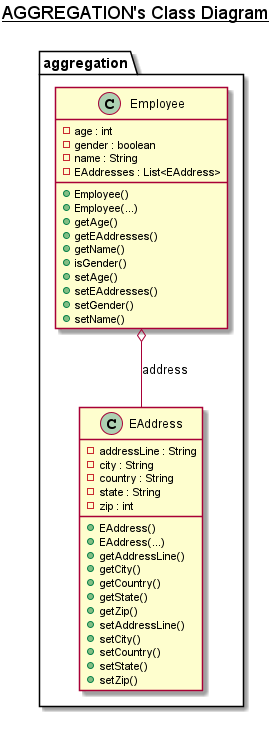 AGGREGATION's Class Diagram
aggregation
C Employee
age : int
gender : boolean
name : String
EAddresses : List<EAddress>
Employee()
Employee(...)
getAge()
getEAddresses()
getName()
isGender()
setAge()
setEAddresses()
setGender()
setName()
address
C EAddress
addressLine : String
city : String
country : String
state : String
zip : int
EAddress()
EAddress(...)
getAddressLine()
getCity()
getCountry()
getState()
getZip()
setAddressLine()
setCity()
setCountry()
setState()
setZip()